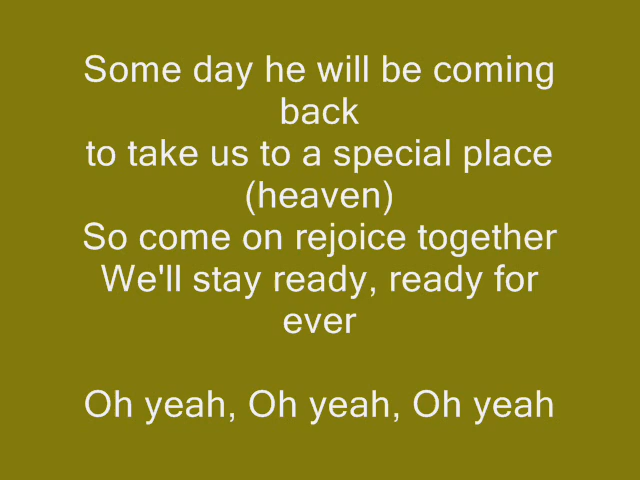 Some day he will be coming
back
to take us to a special place
(heaven)
So come on rejoice together
We'll stay ready, ready for
ever
Oh yeah, Oh yeah, Oh yeah